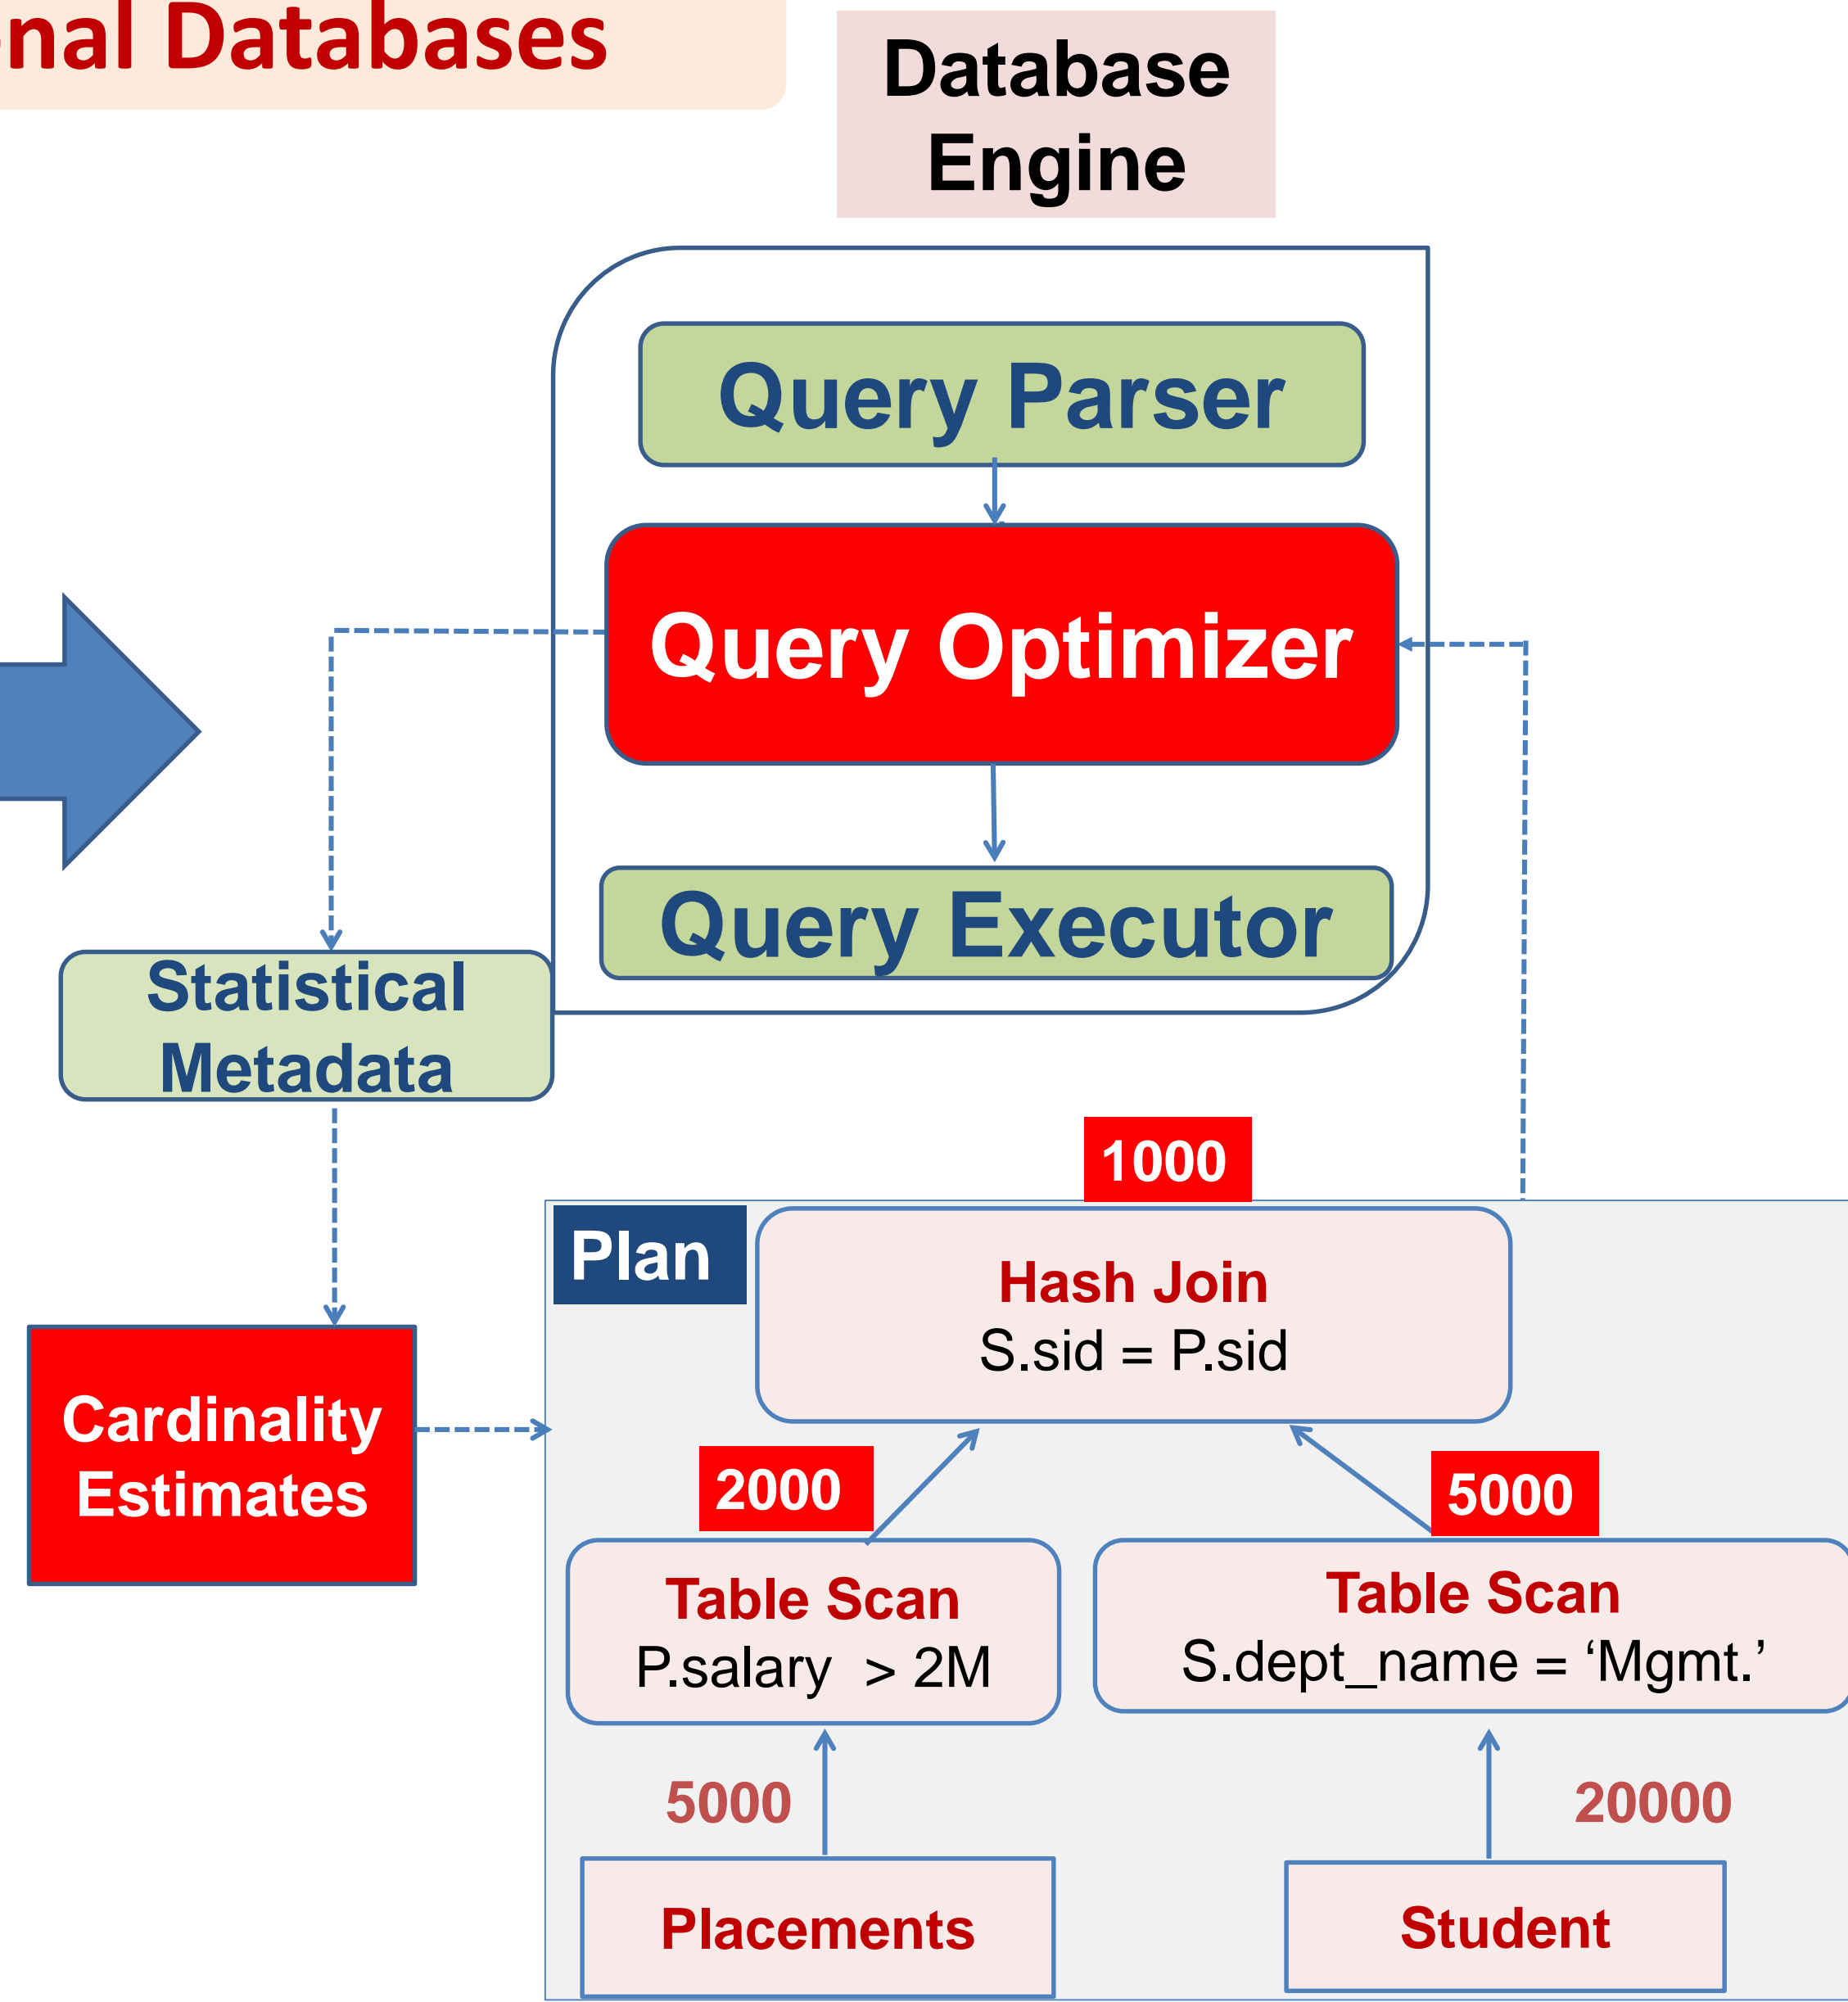 nal Databases
Database
Engine
Query Parser
Query Optimizer
Query Executor
Statistical
Metadata
1000
Plan
Hash Join
S.sid = P.sid
Cardinality
Estimates
2000
5000
Table Scan
P.salary > 2M
Table Scan
S.dept_name = ‘Mgmt.’
5000
20000
Placements
Student